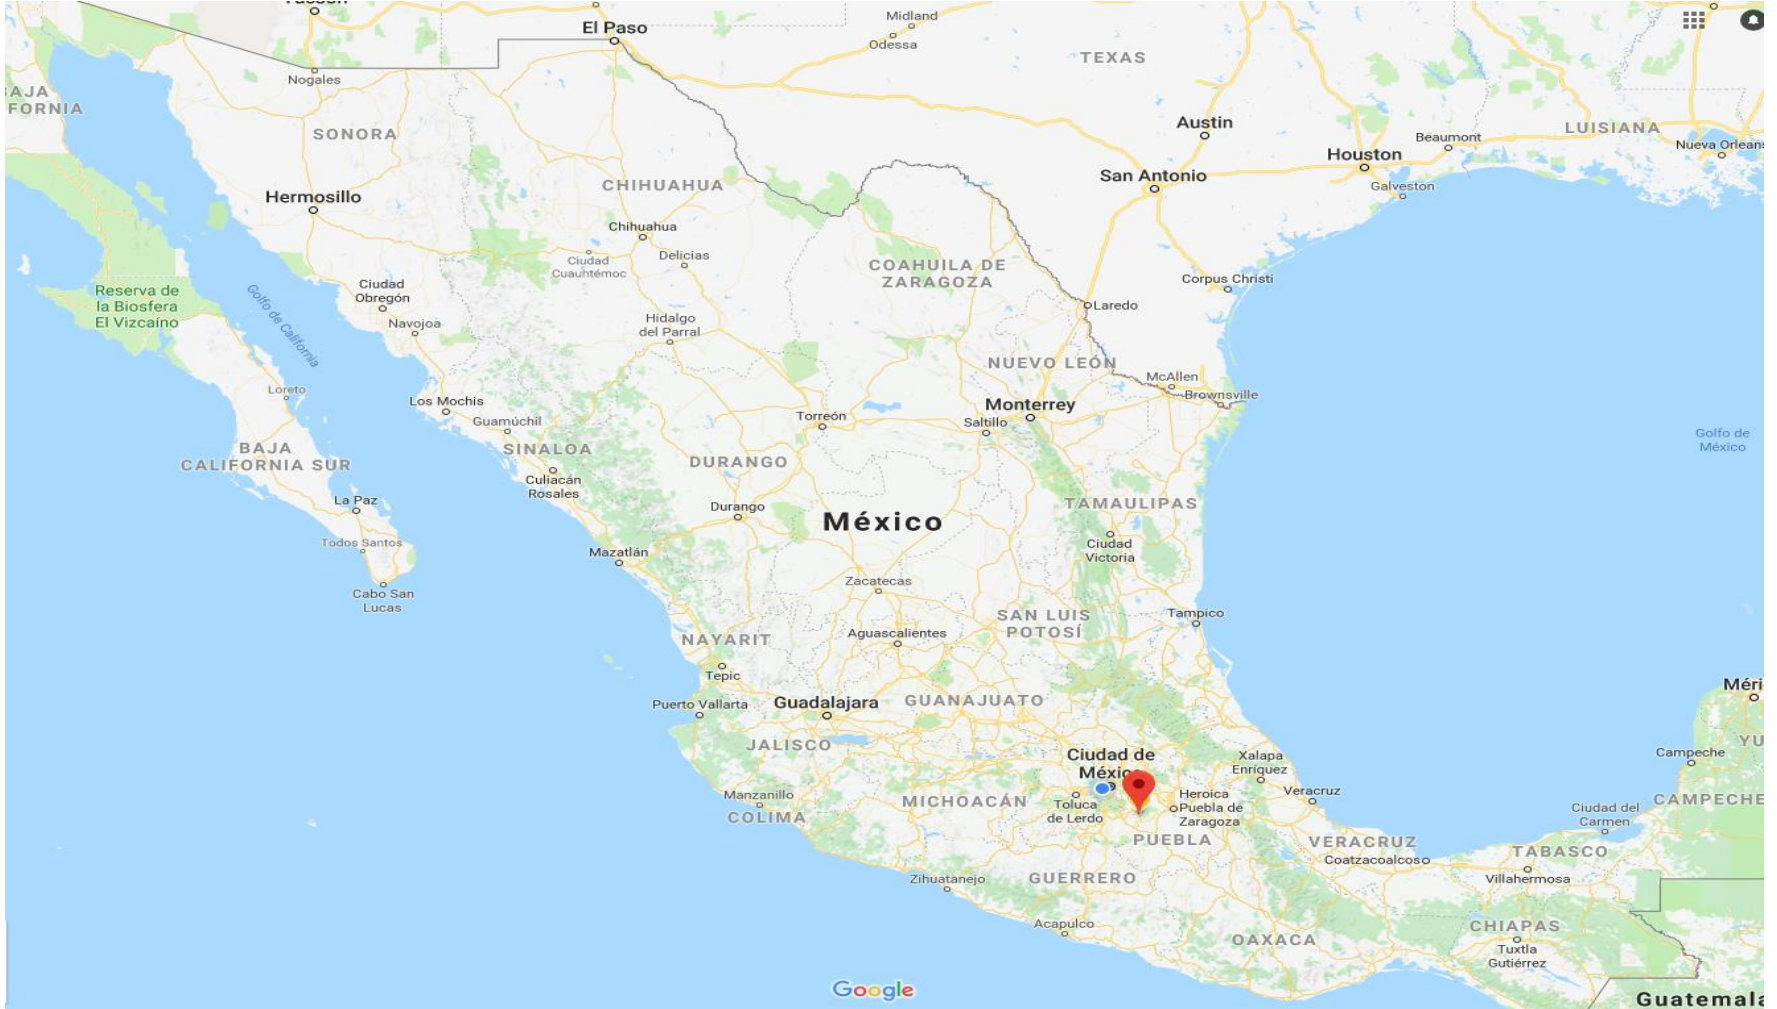 Tucson
El Paso
Midland
Odessa
TEXAS
Nogales
BAJA
FORNIA
SONORA
Austin
Beaumont
LUISIANA
Nueva Orleans
Houston
San Antonio
Galveston
Hermosillo
CHIHUAHUA
Chihuahua
Delicias
Ciudad
Cuauhtémoc
COAHUILA DE
ZARAGOZA
Corpus Christi
Ciudad
Obregón
Reserva de
la Biosfera
El Vizcaíno
Golfo de California
Navojoa
Hidalgo
del Parral
Laredo
NUEVO LEÓN
McAllen
Brownsville
Loreto
Los Mochis
Guamúchil
Torreón
Monterrey
Saltillo
Golfo de
México
BAJA
CALIFORNIA SUR
SINALOA
DURANGO
Culiacán
Rosales
La Paz
Durango
México
TAMAULIPAS
Todos Santos
Ciudad
Victoria
Mazatlán
Cabo San
Lucas
Zacatecas
Aguascalientes
SAN LUIS
POTOSÍ
Tampico
NAYARIT
Tepic
Puerto Vallarta
Guadalajara
GUANAJUATO
Méri
JALISCO
Ciudad de
México
Xalapa
Enríquez
Campeche
YU
Manzanillo
COLIMA
MICHOACÁN
Toluca
de Lerdo
Heroica
Puebla de
Zaragoza
Veracruz
Ciudad del
Carmen
CAMPECHE
PUEBLA
VERACRUZ
Coatzacoalcos
TABASCO
Villahermosa
Zihuatanejo
GUERRERO
Acapulco
OAXACA
CHIAPAS
Tuxtla
Gutiérrez
Google
Guatemala